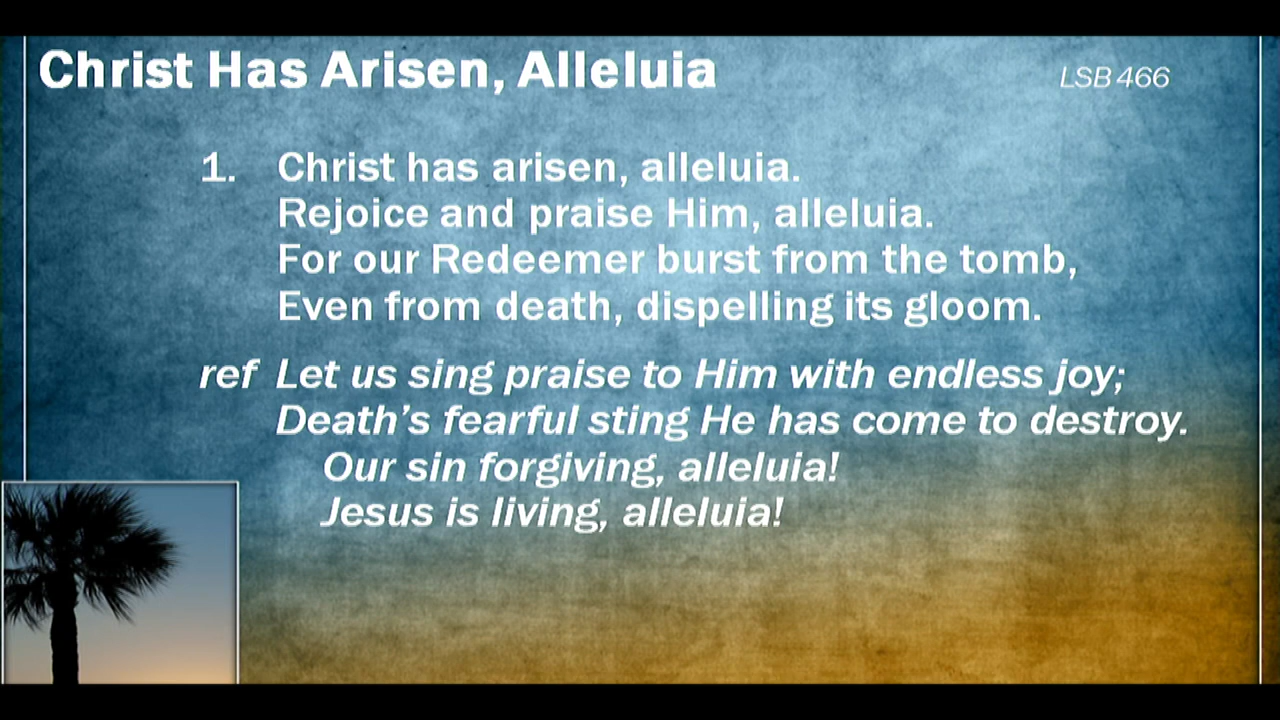 Christ Has Arisen, Alleluia
LSB 466
1. Christ has arisen, alleluia.
Rejoice and praise Him, alleluia.
For our Redeemer burst from the tomb,
Even from death, dispelling its gloom.
ref Let us sing praise to Him with endless joy;
Death’s fearful sting He has come to destroy.
Our sin forgiving, alleluia!
Jesus is living, alleluia!